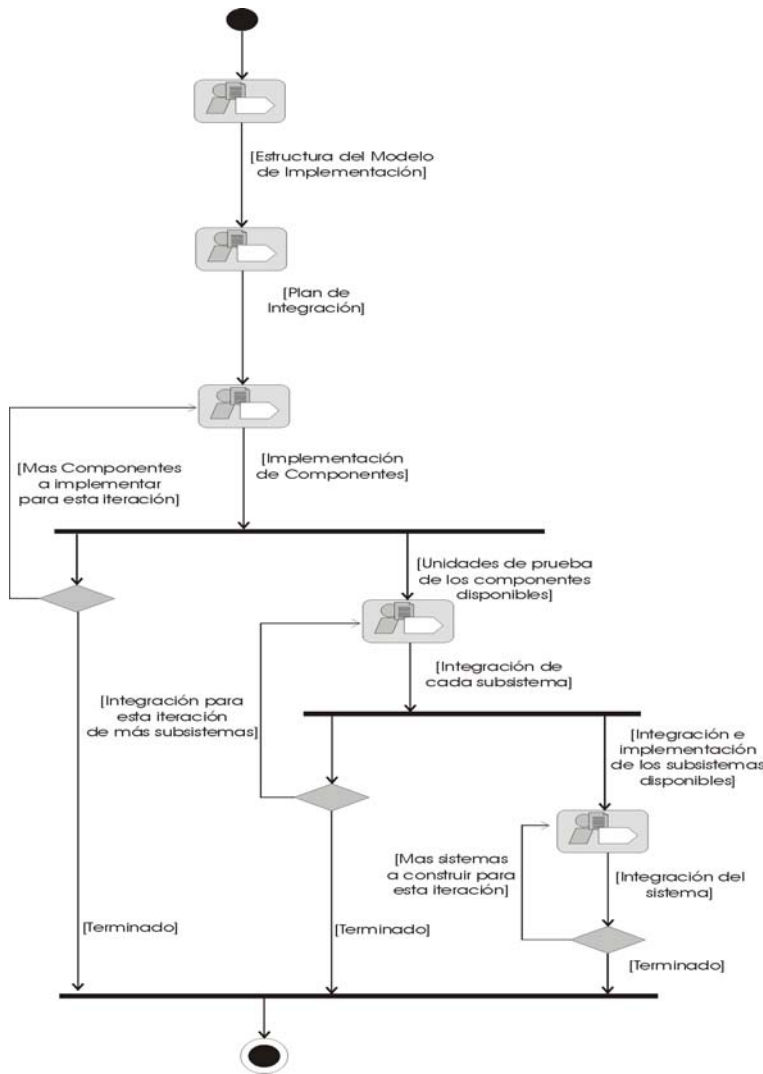 [Estructura del Modelo
de Implementación]
[Plan de
Integración]
[Mas Componentes
a implementar
para esta iteración]
[Implementación
de Componentes]
[Unidades de prueba
de los componentes
disponibles]
[Integración de
cada subsistema]
[Integración para
esta iteración
de más subsistemas]
[Integración e
implementación
de los subsistemas
disponibles]
[Mas sistemas
a construir para
esta iteración]
[Integración del
sistema]
[Terminado]
[Terminado]
[Terminado]